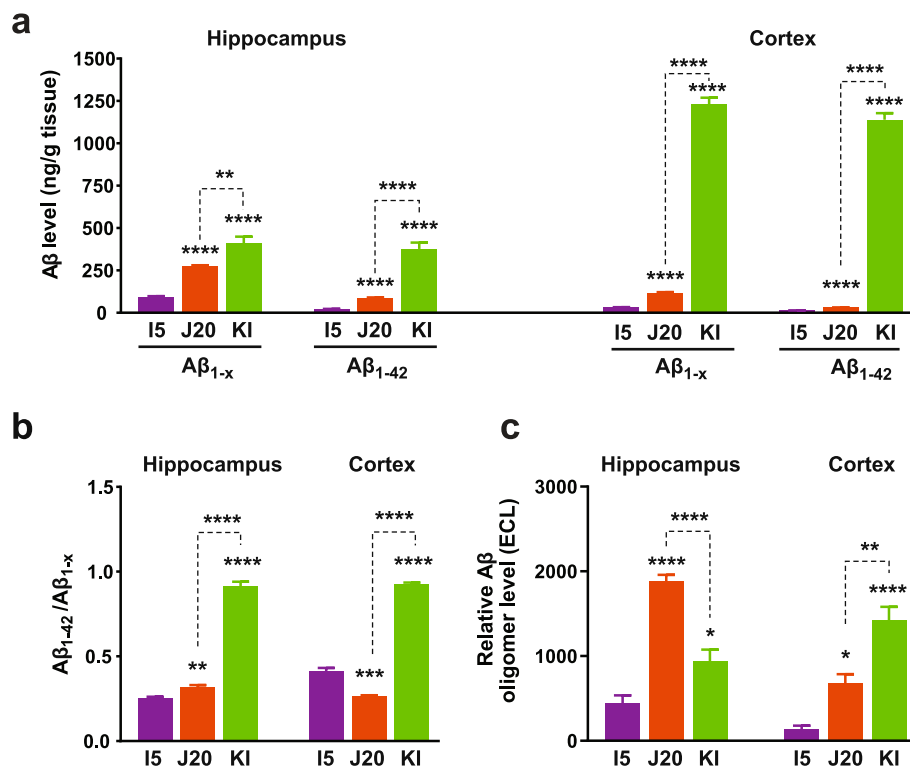 a
Hippocampus
Cortex
Aβ level (ng/g tissue)
1500
1250
1000
750
500
250
0
****
**
****
****
****
****
****
****
****
****
****
****
I5 J20 KI
I5 J20 KI
I5 J20 KI
I5 J20 KI
Aβ1-x
Aβ1-42
Aβ1-x
Aβ1-42
b
Hippocampus
Cortex
Aβ1-42/Aβ1-x
1.5
1.0
0.5
0.0
**
****
****
***
****
****
I5 J20 KI
I5 J20 KI
c
Hippocampus
Cortex
Relative Aβ
oligomer level (ECL)
3000
2000
1000
0
****
****
*
*
**
****
I5 J20 KI
I5 J20 KI